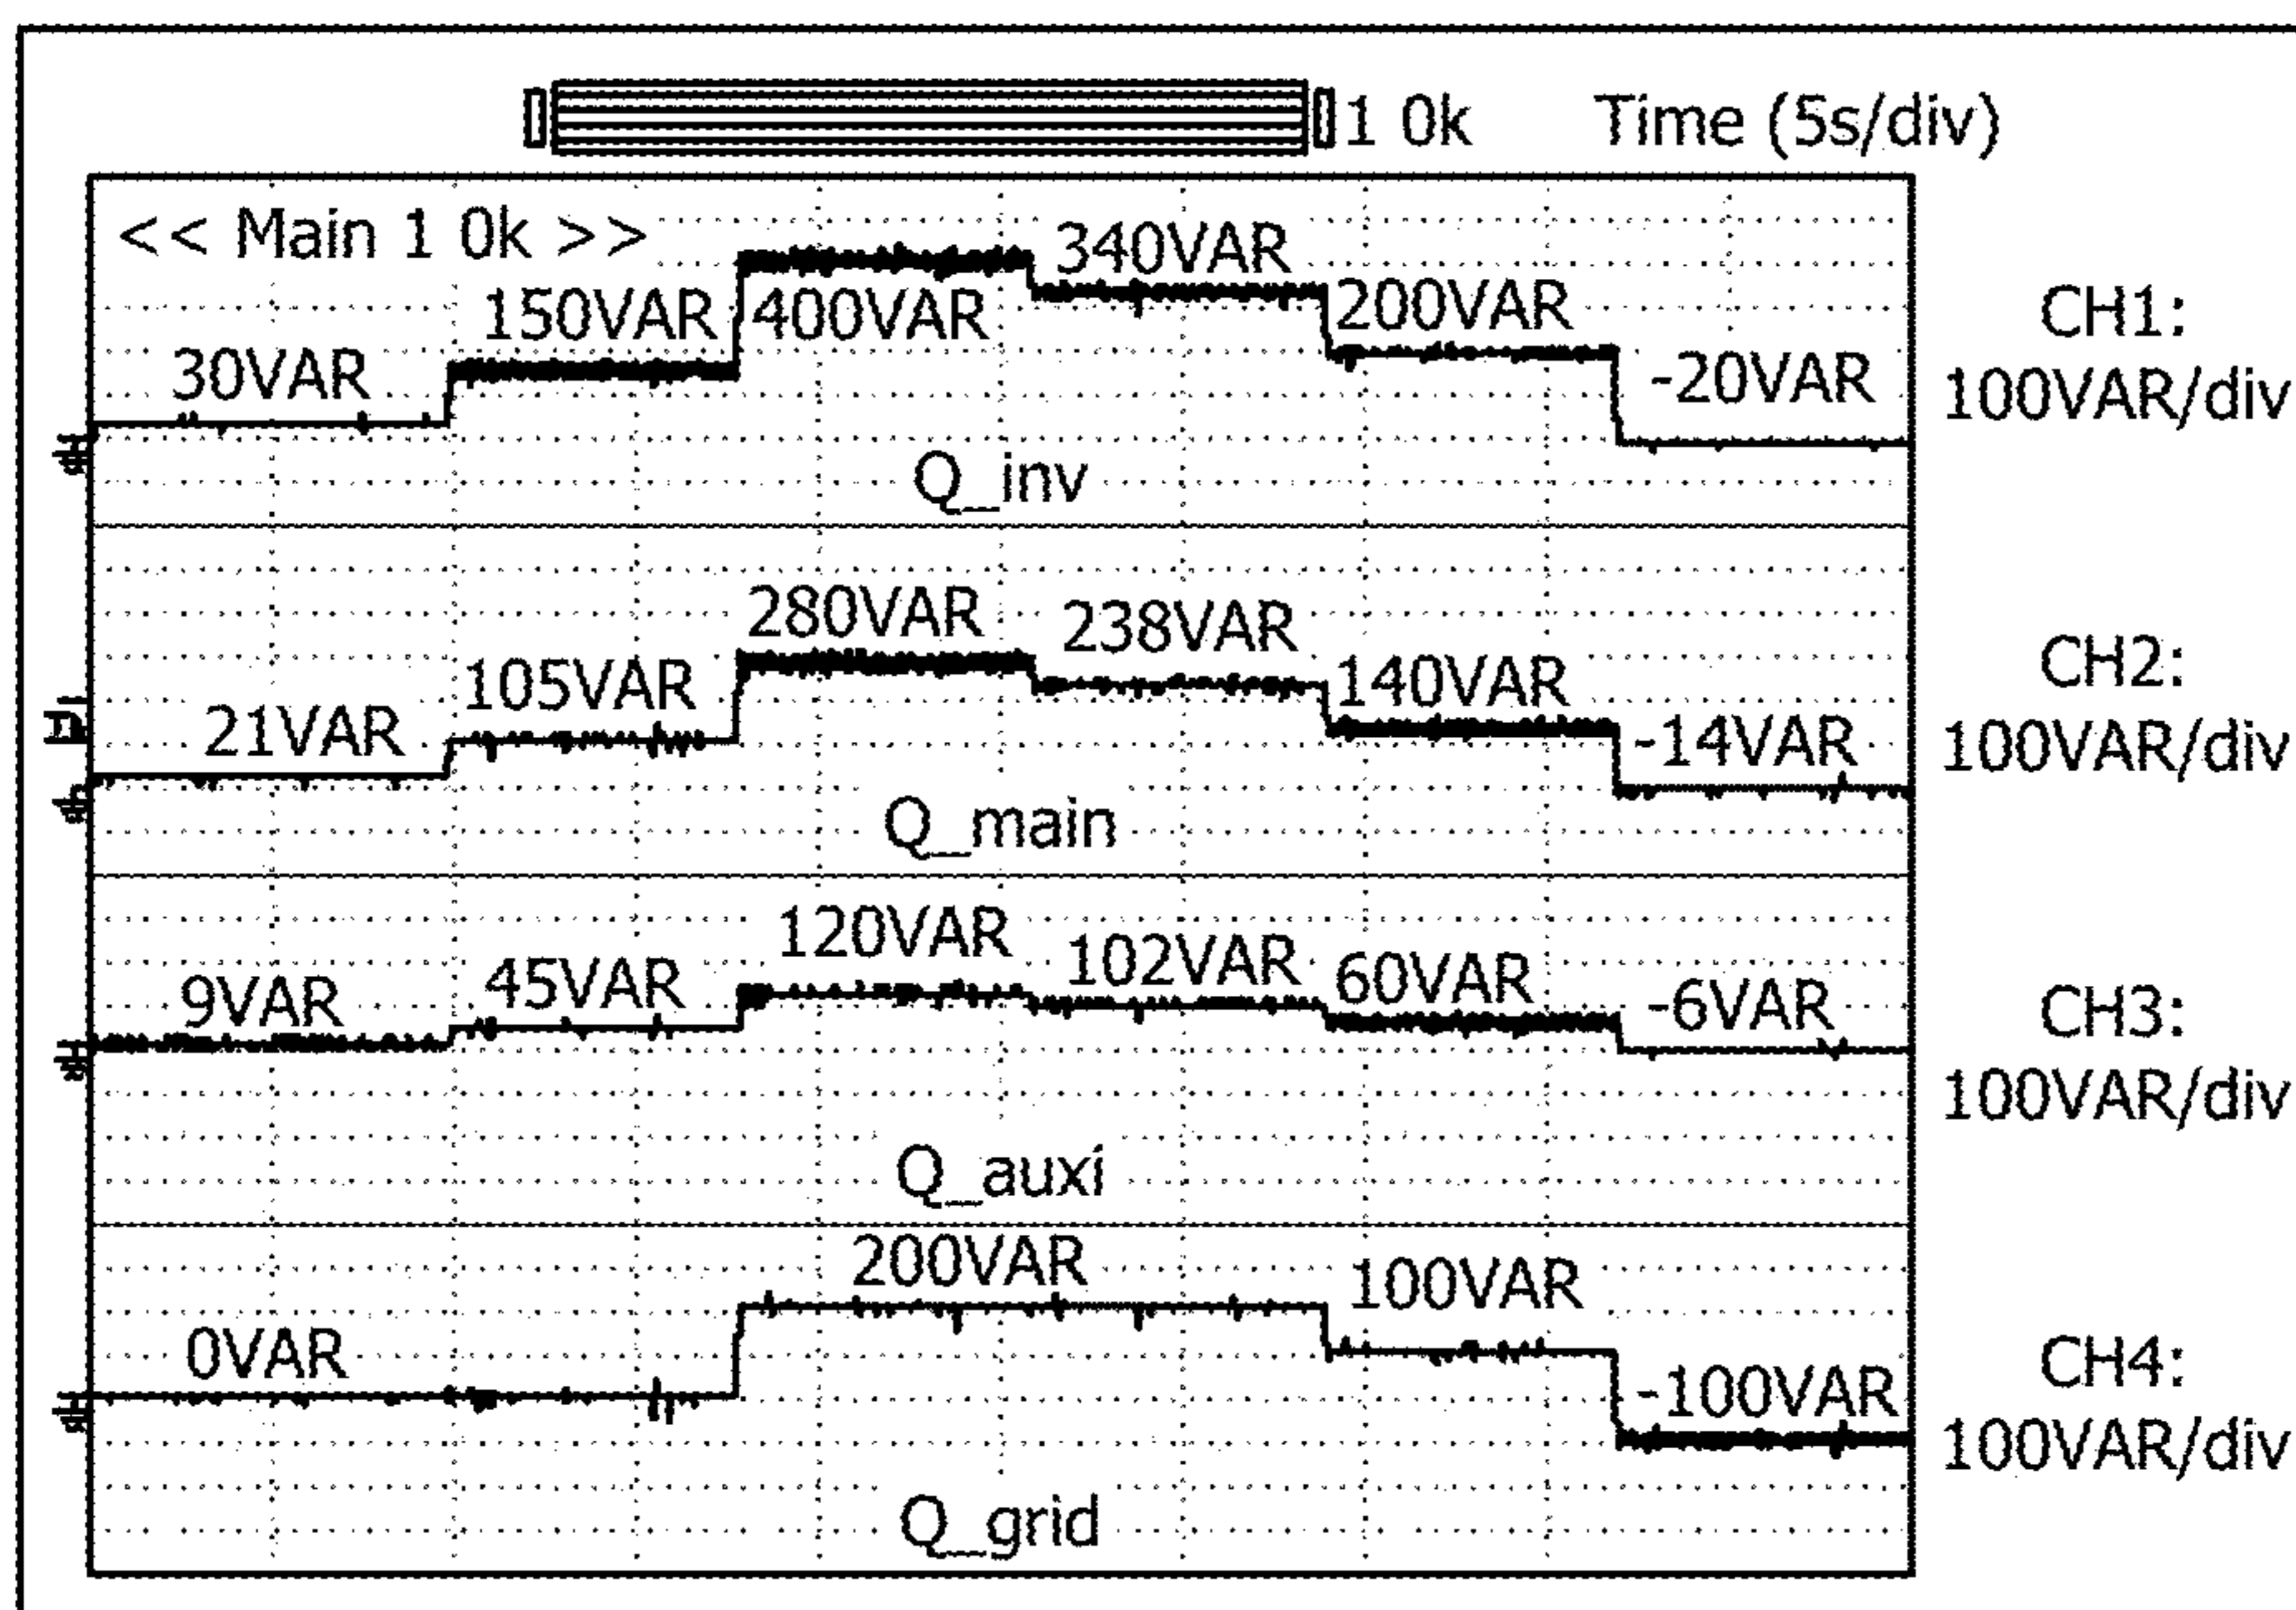 1 0k Time (5s/div)
<< Main 1 0k >>
30VAR 150VAR 400VAR 340VAR 200VAR -20VAR
Q_inv
CH1:
100VAR/div
21VAR 105VAR 280VAR 238VAR 140VAR -14VAR
Q_main
CH2:
100VAR/div
9VAR 45VAR 120VAR 102VAR 60VAR -6VAR
Q_auxi
CH3:
100VAR/div
0VAR 200VAR 100VAR -100VAR
Q_grid
CH4:
100VAR/div